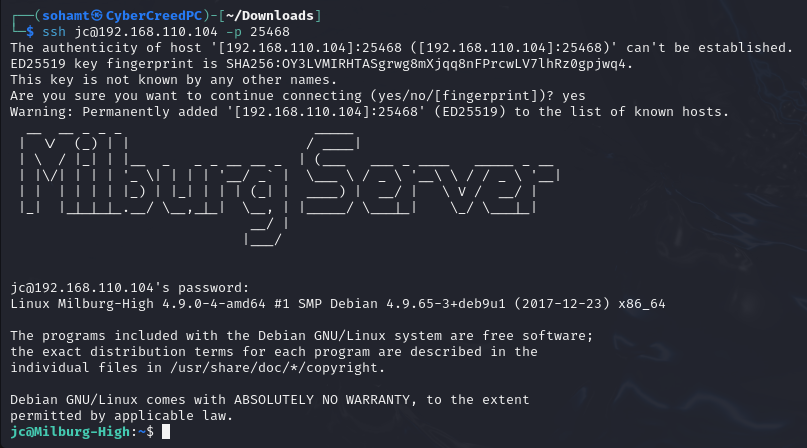 ┌──(sohamt㉿CyberCreedPC)-[~/Downloads]
└─$ ssh jc@192.168.110.104 -p 25468
The authenticity of host '[192.168.110.104]:25468 ([192.168.110.104]:25468)' can't be established.
ED25519 key fingerprint is SHA256:OY3LVMIRHTASgrwg8mXjqq8nFPrcwLV7lhRz0gpjwq4.
This key is not known by any other names.
Are you sure you want to continue connecting (yes/no/[fingerprint])? yes
Warning: Permanently added '[192.168.110.104]:25468' (ED25519) to the list of known hosts.
Milburg Server
jc@192.168.110.104's password:
Linux Milburg-High 4.9.0-4-amd64 #1 SMP Debian 4.9.65-3+deb9u1 (2017-12-23) x86_64
The programs included with the Debian GNU/Linux system are free software;
the exact distribution terms for each program are described in the
individual files in /usr/share/doc/*/copyright.
Debian GNU/Linux comes with ABSOLUTELY NO WARRANTY, to the extent
permitted by applicable law.
jc@Milburg-High:~$